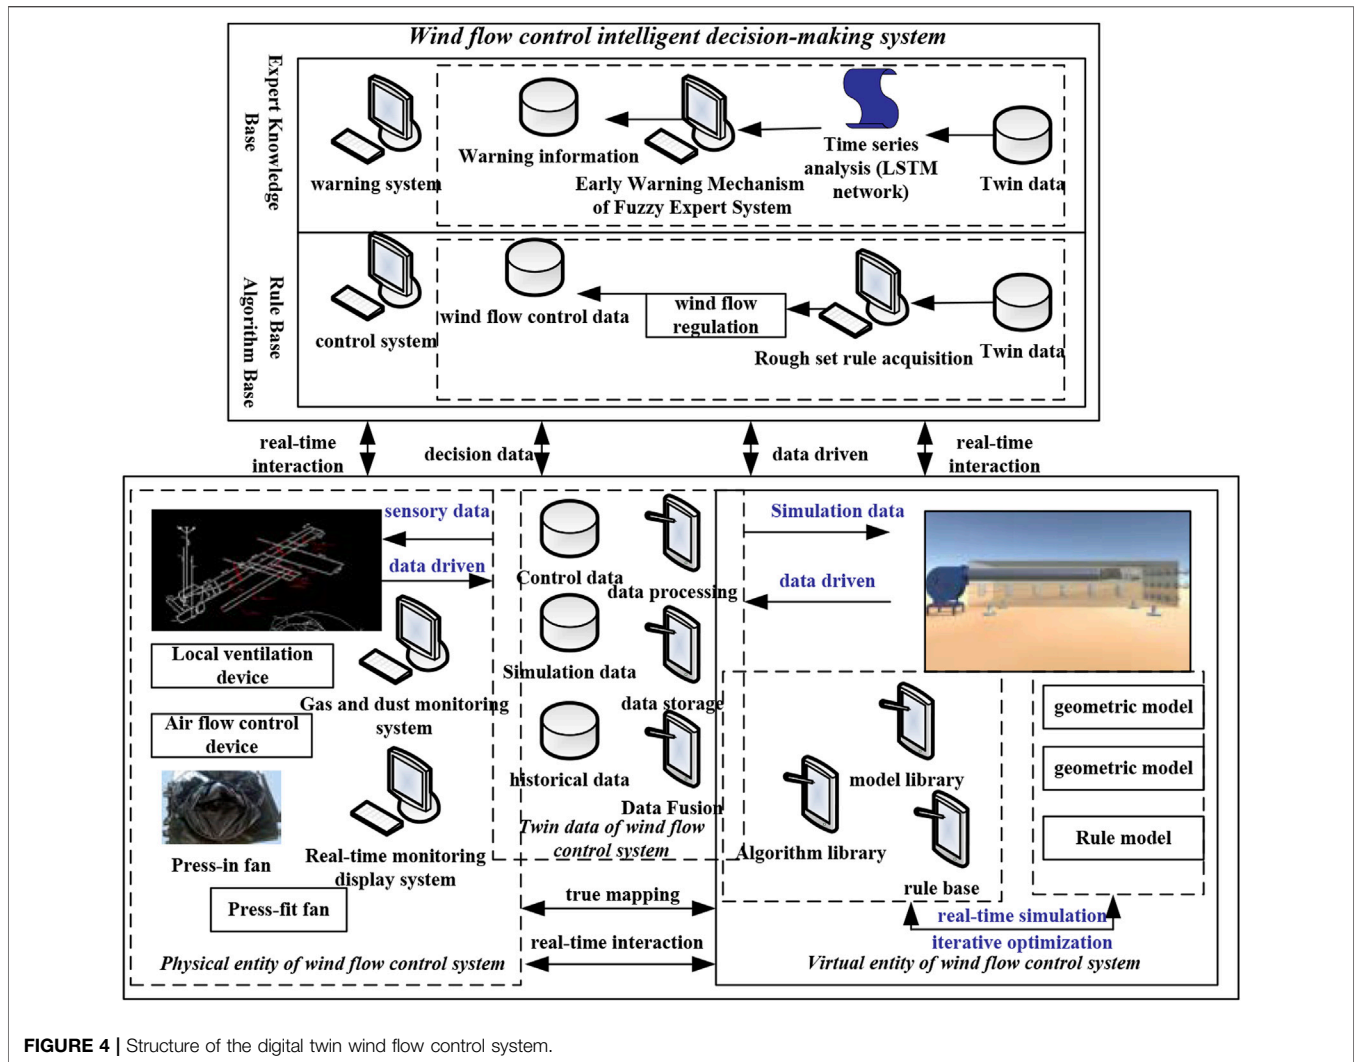 Wind flow control intelligent decision-making system
Expert Knowledge
Base
warning system
Warning information
Early Warning Mechanism
of Fuzzy Expert System
Time series
analysis (LSTM
network)
Twin data
Rule Base
Algorithm Base
control system
wind flow control data
wind flow
regulation
Rough set rule acquisition
Twin data
real-time
interaction
decision data
data driven
real-time
interaction
sensory data
data driven
Local ventilation
device
Gas and dust monitoring
system
Air flow control
device
Press-in fan
Real-time monitoring
display system
Press-fit fan
Physical entity of wind flow control system
Control data
data processing
Simulation data
data storage
historical data
Data Fusion
Twin data of wind flow
control system
true mapping
real-time interaction
Simulation data
data driven
model library
Algorithm library
rule base
geometric model
geometric model
Rule model
real-time simulation
iterative optimization
Virtual entity of wind flow control system
FIGURE 4 | Structure of the digital twin wind flow control system.